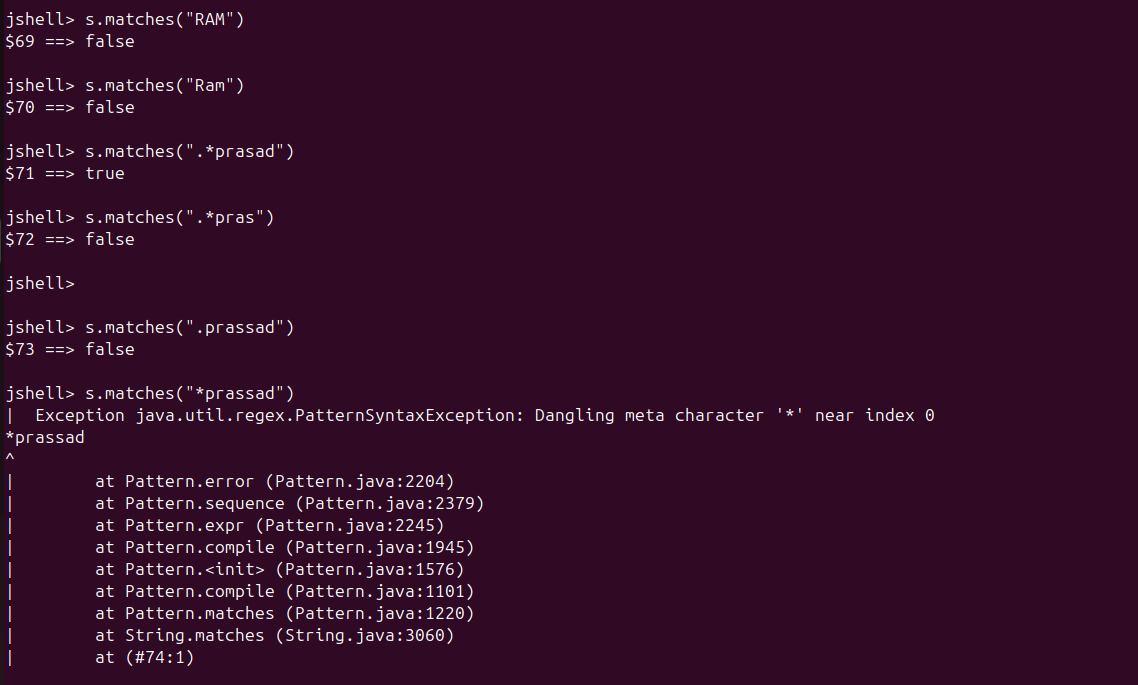 jshell> s.matches("RAM")
$69 ==> false
jshell> s.matches("Ram")
$70 ==> false
jshell> s.matches(".*prasad")
$71 ==> true
jshell> s.matches(".*pras")
$72 ==> false
jshell>
jshell> s.matches(".prassad")
$73 ==> false
jshell> s.matches("*prassad")
|  Exception java.util.regex.PatternSyntaxException: Dangling meta character '*' near index 0
*prassad
^
|        at Pattern.error (Pattern.java:2204)
|        at Pattern.sequence (Pattern.java:2379)
|        at Pattern.expr (Pattern.java:2245)
|        at Pattern.compile (Pattern.java:1945)
|        at Pattern.<init> (Pattern.java:1576)
|        at Pattern.compile (Pattern.java:1101)
|        at Pattern.matches (Pattern.java:1220)
|        at String.matches (String.java:3060)
|        at (#74:1)